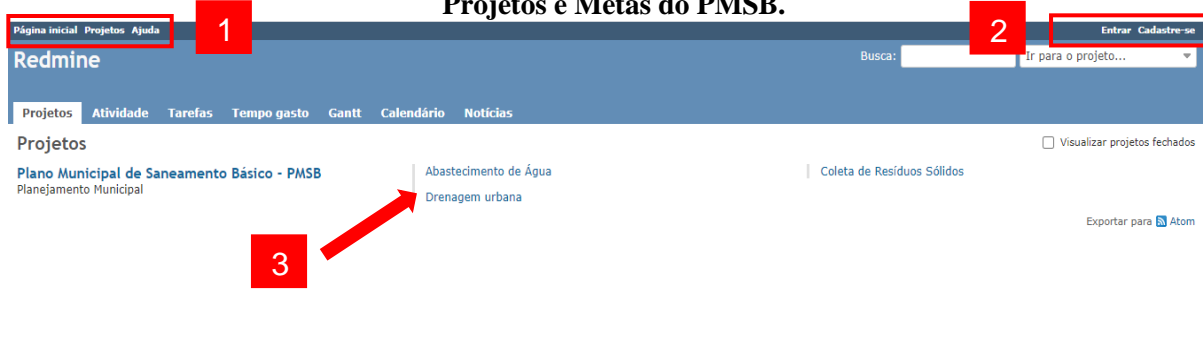 Projetos e Metas do PMSB.
Página inicial Projetos Ajuda
1
2
Entrar Cadastre-se
Redmine
Busca:
Ir para o projeto...
Projetos Atividade Tarefas Tempo gasto Gantt Calendário Notícias
Projetos
Visualizar projetos fechados
Plano Municipal de Saneamento Básico - PMSB
Planejamento Municipal
Abastecimento de Água
Drenagem urbana
Coleta de Resíduos Sólidos
Exportar para Atom
3